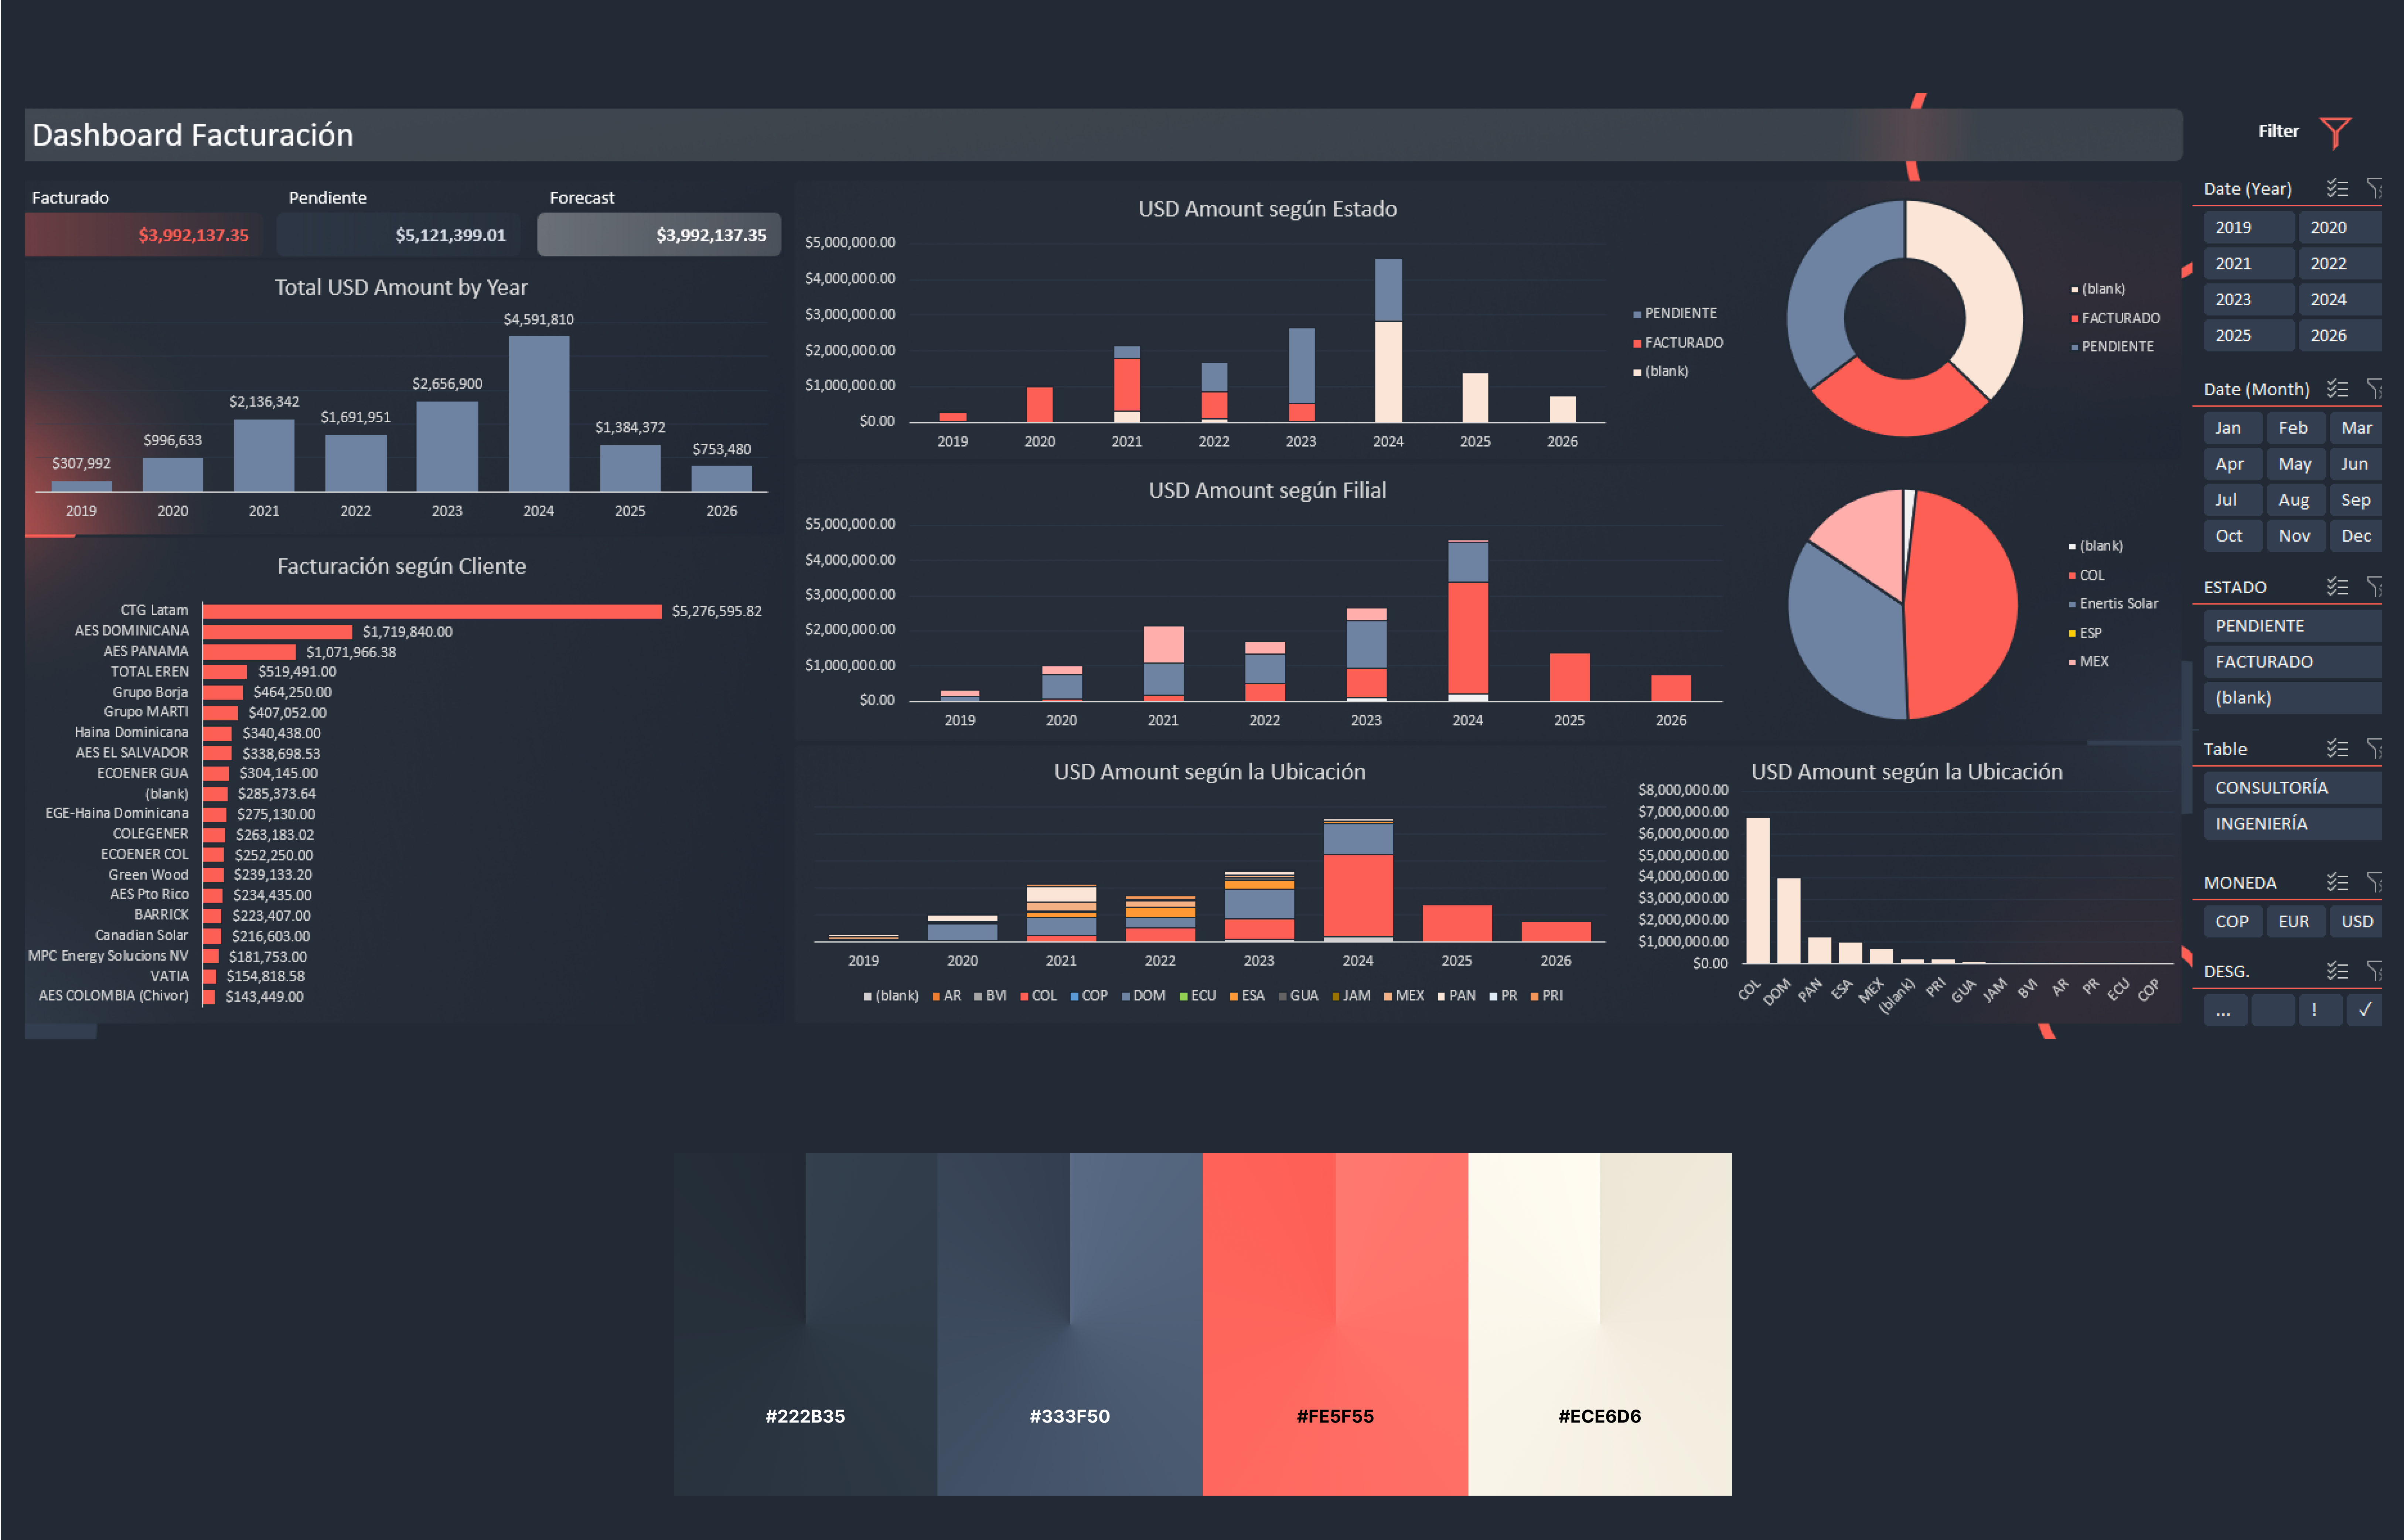 Dashboard Facturación
Filter
Facturado
Pendiente
Forecast
$3,992,137.35
$5,121,399.01
$3,992,137.35
Total USD Amount by Year
$307,992
$996,633
$2,136,342
$1,691,951
$2,656,900
$4,591,810
$1,384,372
$753,480
2019 2020 2021 2022 2023 2024 2025 2026
Facturación según Cliente
CTG Latam $5,276,595.82
AES DOMINICANA $1,719,840.00
AES PANAMA $1,071,966.38
TOTAL EREN $519,491.00
Grupo Borja $464,250.00
Grupo MARTI $407,052.00
Haina Dominicana $340,438.00
AES EL SALVADOR $338,698.53
ECOENER GUA $304,145.00
(blank) $285,373.64
EGE-Haina Dominicana $275,130.00
COLEGENER $263,183.02
ECOENER COL $252,250.00
Green Wood $239,133.20
AES Pto Rico $234,435.00
BARRICK $223,407.00
Canadian Solar $216,603.00
MPC Energy Solucions NV $181,753.00
VATIA $154,818.58
AES COLOMBIA (Chivor) $143,449.00
USD Amount según Estado
$5,000,000.00
$4,000,000.00
$3,000,000.00
$2,000,000.00
$1,000,000.00
$0.00
2019 2020 2021 2022 2023 2024 2025 2026
PENDIENTE
FACTURADO
(blank)
(blank)
FACTURADO
PENDIENTE
USD Amount según Filial
$5,000,000.00
$4,000,000.00
$3,000,000.00
$2,000,000.00
$1,000,000.00
$0.00
2019 2020 2021 2022 2023 2024 2025 2026
(blank)
COL
Enertis Solar
ESP
MEX
USD Amount según la Ubicación
2019 2020 2021 2022 2023 2024 2025 2026
(blank) AR BVI COL COP DOM ECU ESA GUA JAM MEX PAN PR PRI
USD Amount según la Ubicación
$8,000,000.00
$7,000,000.00
$6,000,000.00
$5,000,000.00
$4,000,000.00
$3,000,000.00
$2,000,000.00
$1,000,000.00
$0.00
COL DOM PAN ESA MEX (blank) PRI GUA JAM BVI AR PR ECU COP
Date (Year)
2019 2020
2021 2022
2023 2024
2025 2026
Date (Month)
Jan Feb Mar
Apr May Jun
Jul Aug Sep
Oct Nov Dec
ESTADO
PENDIENTE
FACTURADO
(blank)
Table
CONSULTORÍA
INGENIERÍA
MONEDA
COP EUR USD
DESG.
... ! ✓
#222B35
#333F50
#FE5F55
#ECE6D6